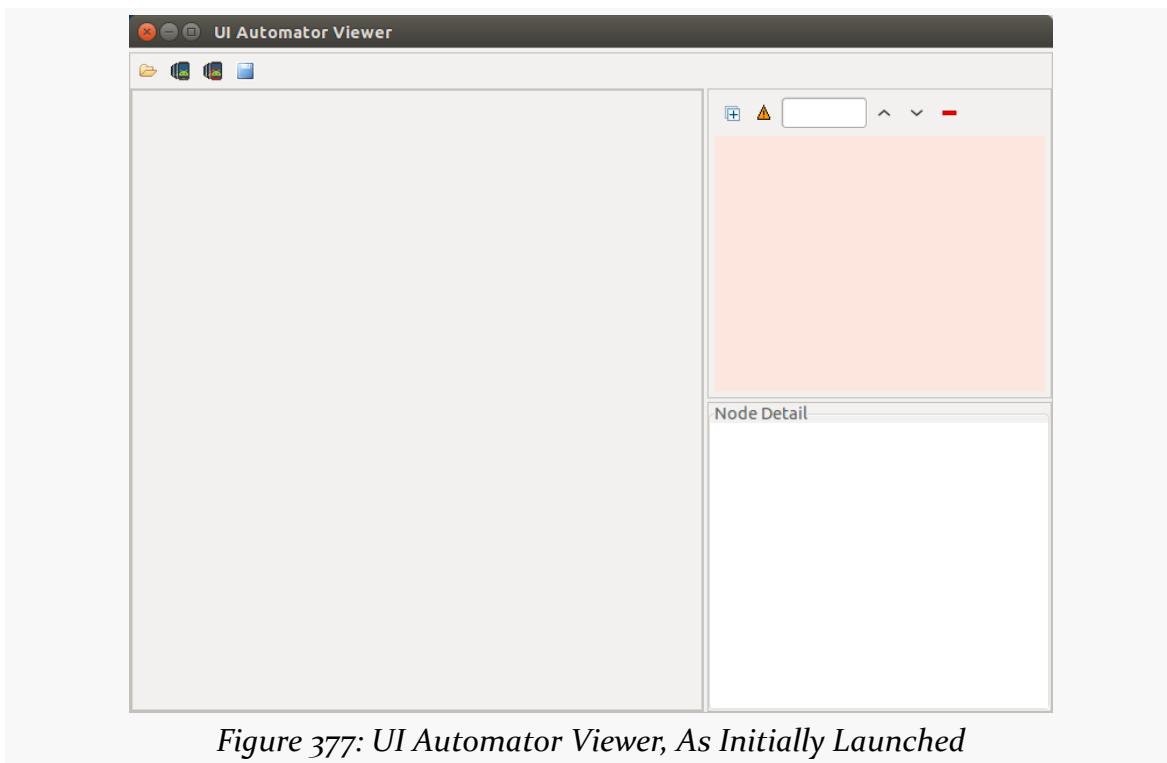 UI Automator Viewer
Node Detail
Figure 377: UI Automator Viewer, As Initially Launched